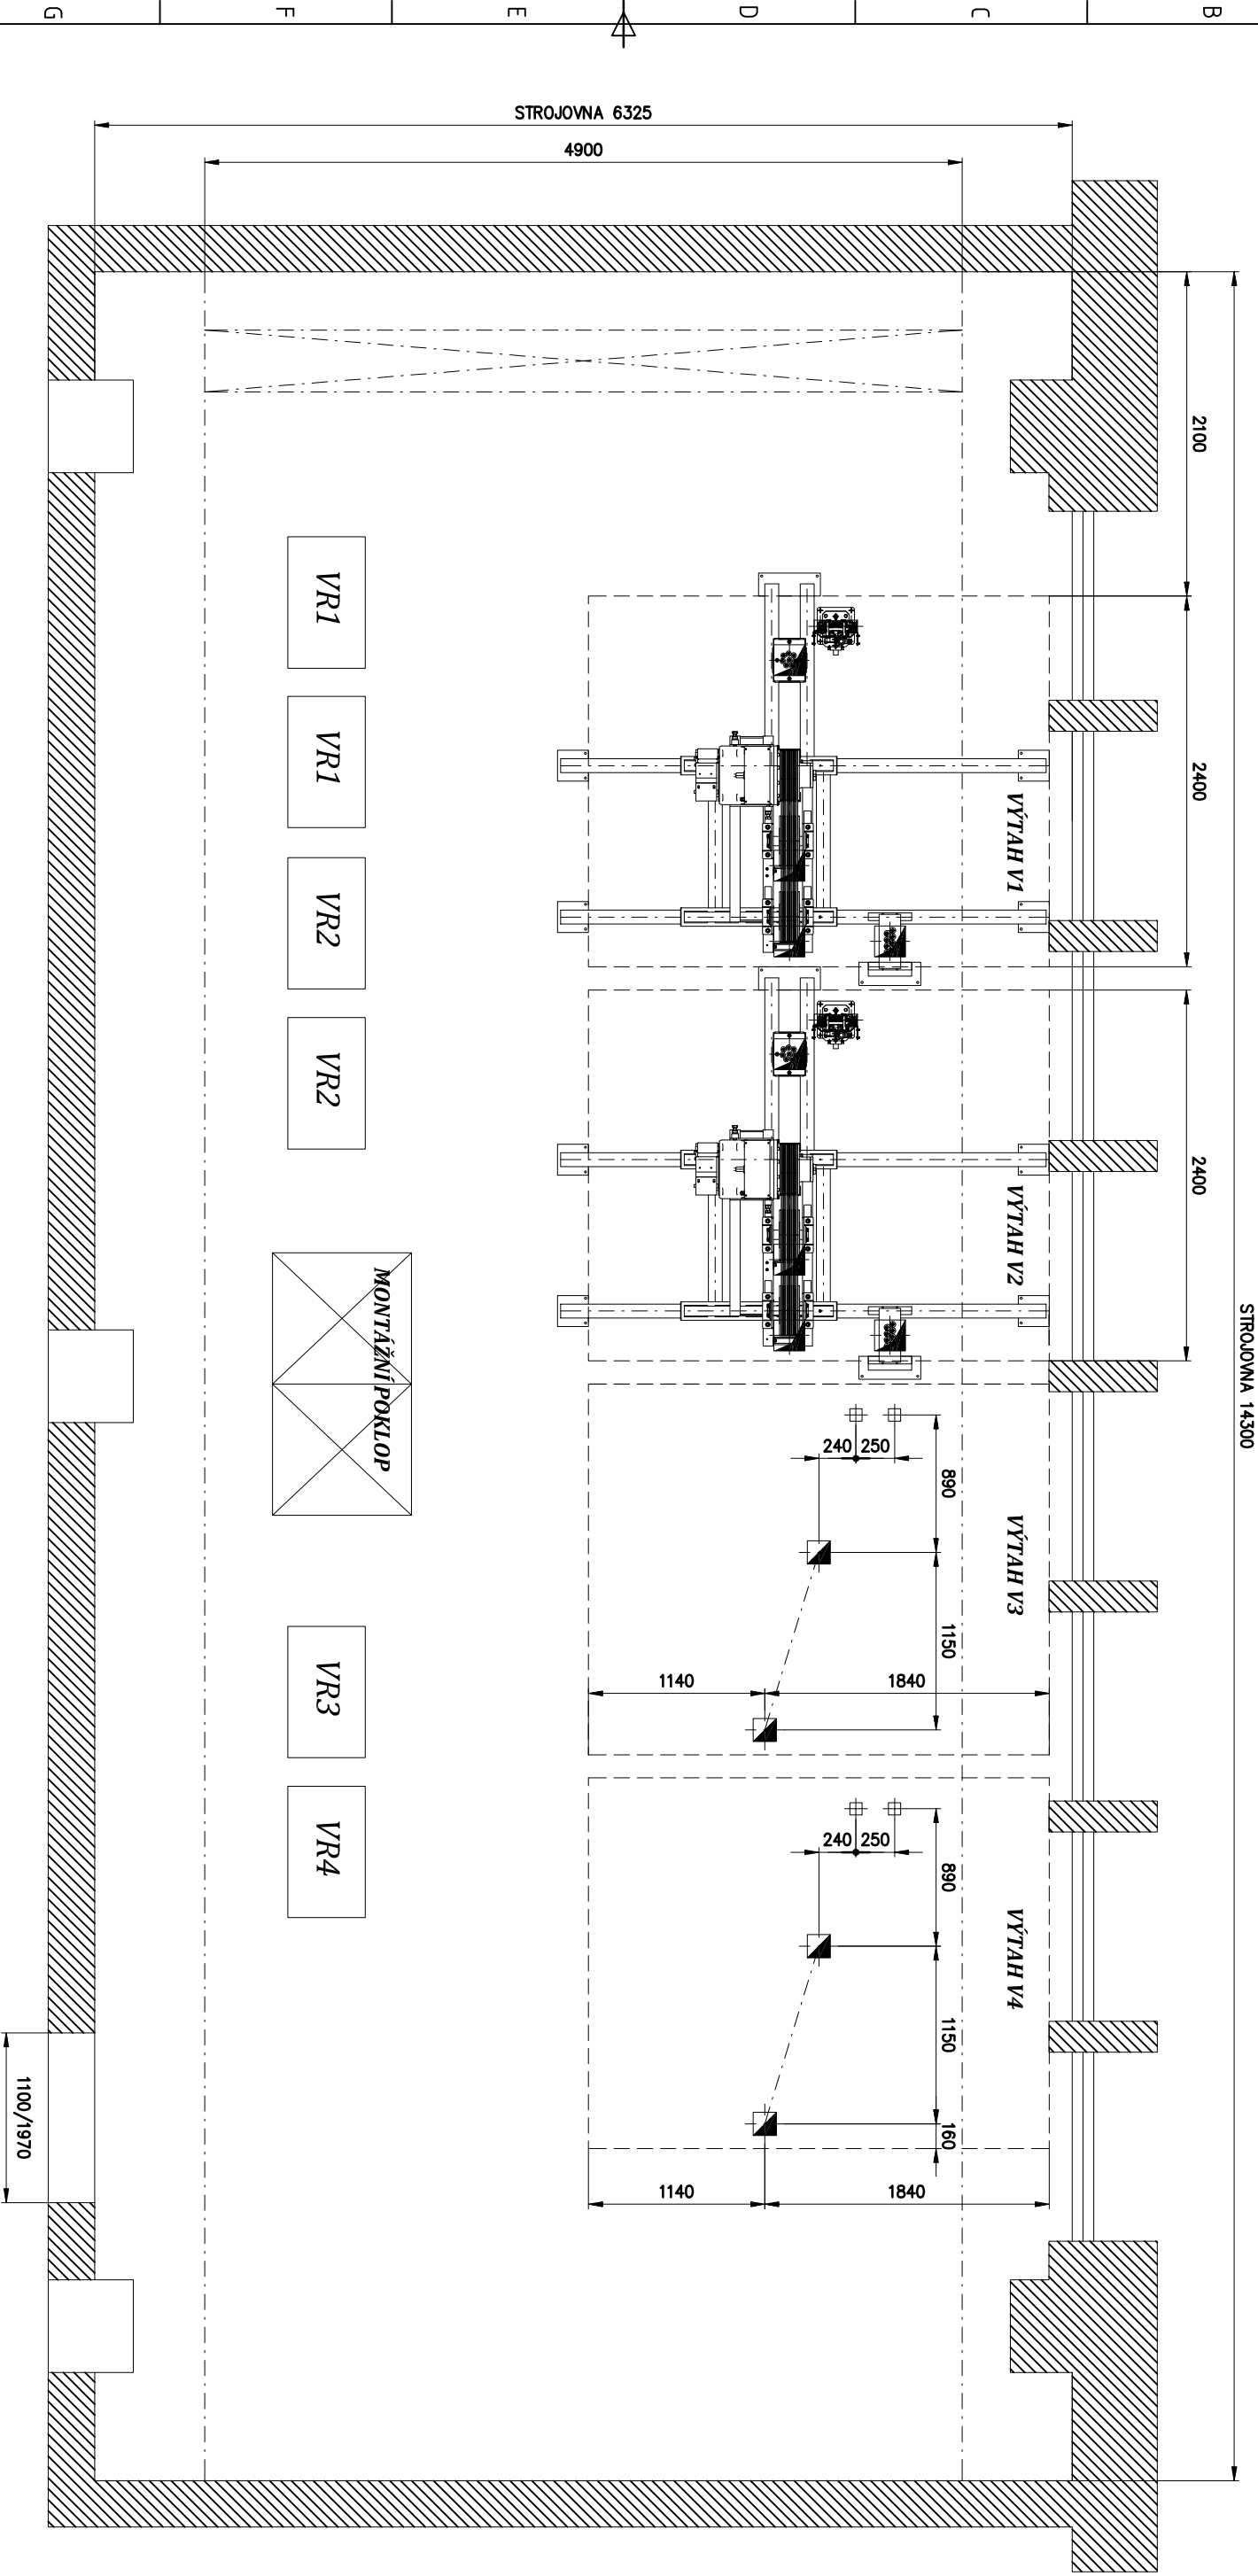 G
F
E
D
C
B
STROJOVNA 6325
4900
2100
2400
2400
STROJOVNA 14300
VÝTAH V1
VÝTAH V2
VÝTAH V3
VÝTAH V4
VR1
VR1
VR2
VR2
MONTÁŽNÍ POKLOP
VR3
VR4
240
250
890
1150
1140
1840
240
250
890
1150
160
1140
1840
1100/1970